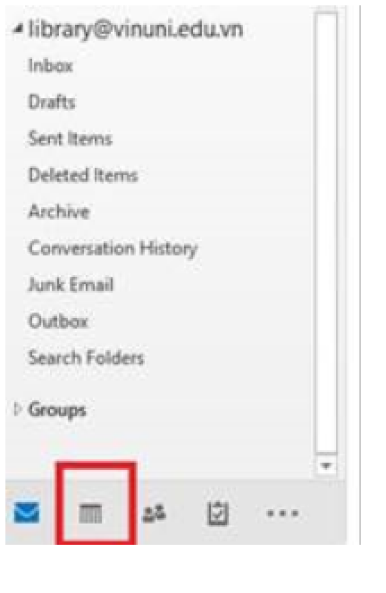 library@vinuni.edu.vn
Inbox
Drafts
Sent Items
Deleted Items
Archive
Conversation History
Junk Email
Outbox
Search Folders
Groups